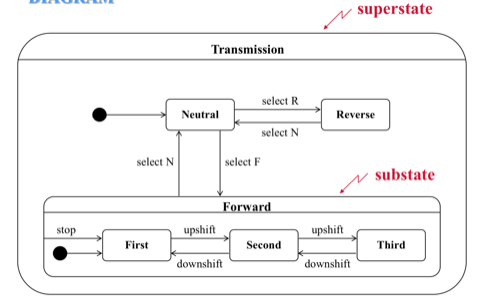 DIAGRAM
superstate
Transmission
select R
Neutral
Reverse
select N
select N
select F
substate
Forward
stop
upshift
upshift
First
Second
Third
downshift
downshift